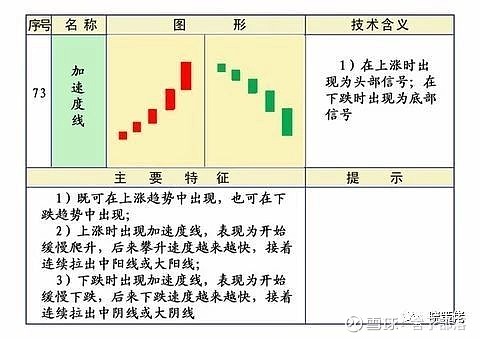 序号 名称 图形 技术含义
73
加速度线
1）在上涨时出
现为头部信号；在
下跌时出现为底部
信号
主要特征 提示
1）既可在上涨趋势中出现，也可在下
跌趋势中出现；
2）上涨时出现加速度线，表现为开始
缓慢爬升，后来攀升速度越来越快，接着
连续拉出中阳线或大阳线；
3）下跌时出现加速度线，表现为开始
缓慢下跌，后来下跌速度越来越快，接着
连续拉出中阴线或大阴线
雪球